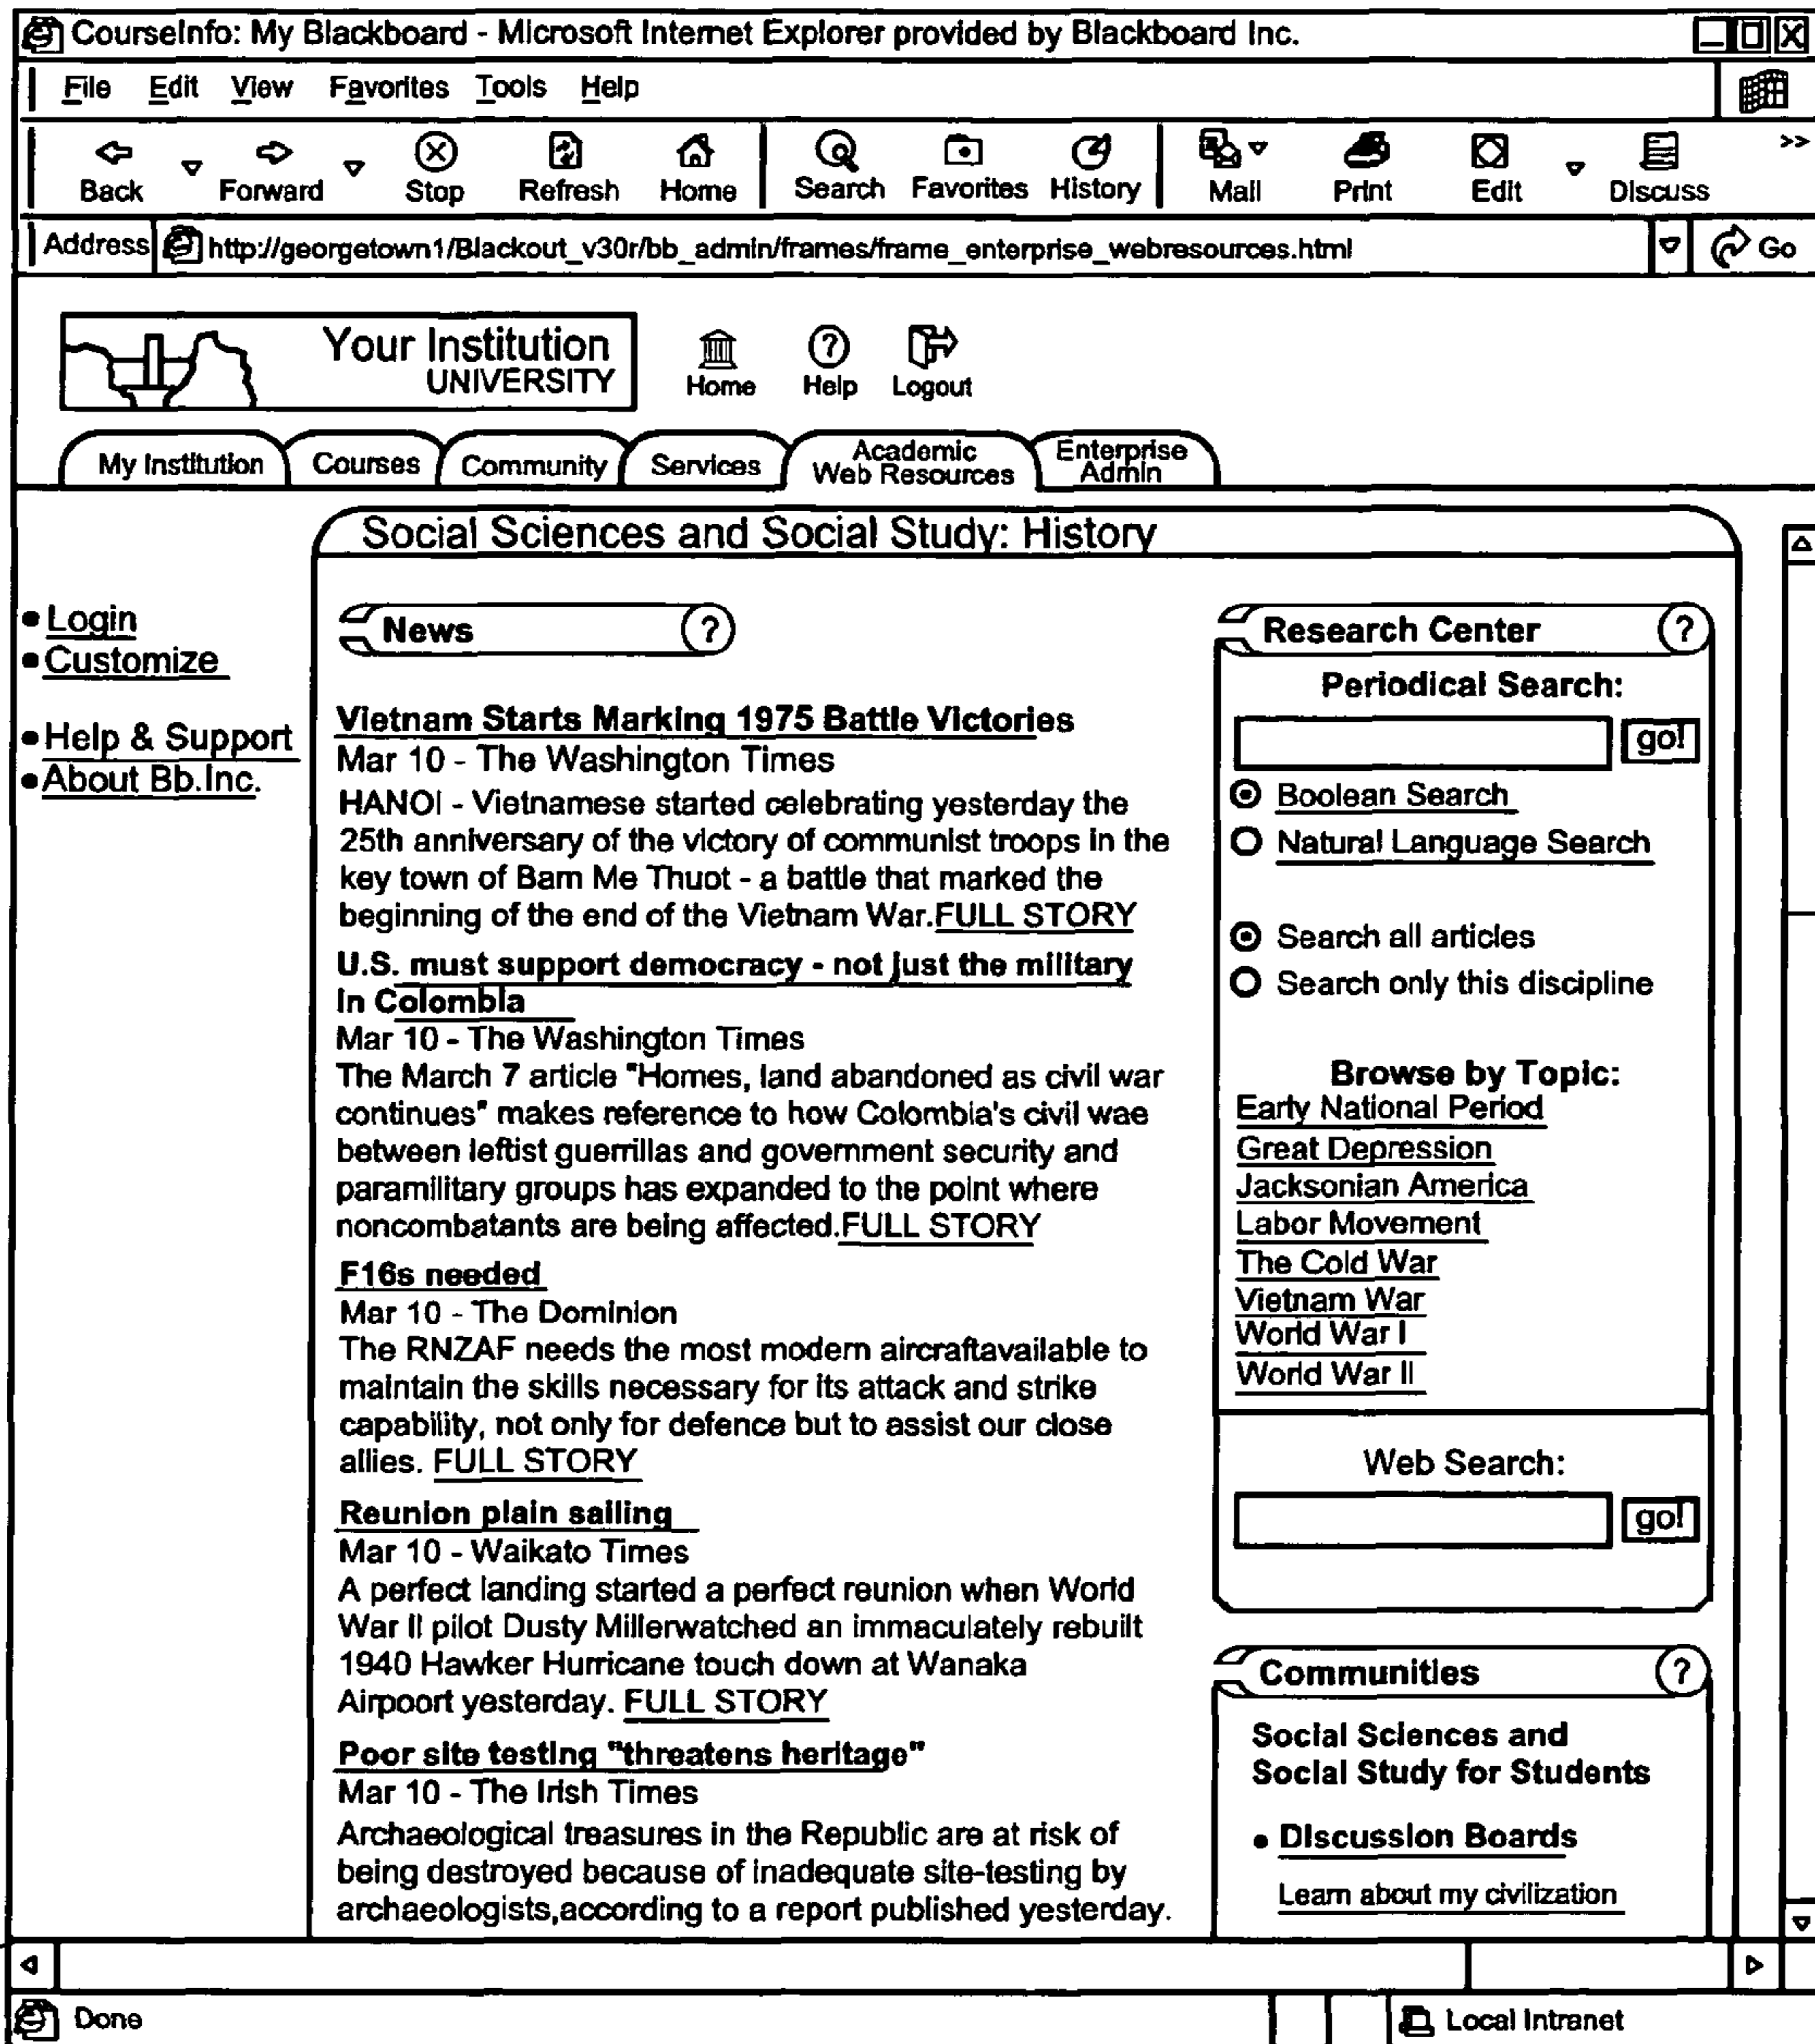 CourseInfo: My Blackboard - Microsoft Internet Explorer provided by Blackboard Inc.
File Edit View Favorites Tools Help
Back Forward Stop Refresh Home Search Favorites History Mail Print Edit Discuss >>
Address http://georgetown1/Blackout_v30r/bb_admin/frames/frame_enterprise_webresources.html Go
Your Institution
UNIVERSITY
Home Help Logout
My Institution Courses Community Services Academic Web Resources Enterprise Admin
Social Sciences and Social Study: History
• Login
• Customize
• Help & Support
• About Bb.Inc.
News ?
Vietnam Starts Marking 1975 Battle Victories
Mar 10 - The Washington Times
HANOI - Vietnamese started celebrating yesterday the
25th anniversary of the victory of communist troops in the
key town of Bam Me Thuot - a battle that marked the
beginning of the end of the Vietnam War.FULL STORY
U.S. must support democracy - not just the military
In Colombia
Mar 10 - The Washington Times
The March 7 article "Homes, land abandoned as civil war
continues" makes reference to how Colombia's civil wae
between leftist guerrillas and government security and
paramilitary groups has expanded to the point where
noncombatants are being affected.FULL STORY
F16s needed
Mar 10 - The Dominion
The RNZAF needs the most modern aircraftavailable to
maintain the skills necessary for its attack and strike
capability, not only for defence but to assist our close
allies. FULL STORY
Reunion plain sailing
Mar 10 - Waikato Times
A perfect landing started a perfect reunion when World
War II pilot Dusty Millerwatched an immaculately rebuilt
1940 Hawker Hurricane touch down at Wanaka
Airpoort yesterday. FULL STORY
Poor site testing "threatens heritage"
Mar 10 - The Irish Times
Archaeological treasures in the Republic are at risk of
being destroyed because of inadequate site-testing by
archaeologists,according to a report published yesterday.
Research Center ?
Periodical Search:
go!
Boolean Search
Natural Language Search
Search all articles
Search only this discipline
Browse by Topic:
Early National Period
Great Depression
Jacksonian America
Labor Movement
The Cold War
Vietnam War
World War I
World War II
Web Search:
go!
Communities ?
Social Sciences and
Social Study for Students
• Discussion Boards
Learn about my civilization
Done Local Intranet